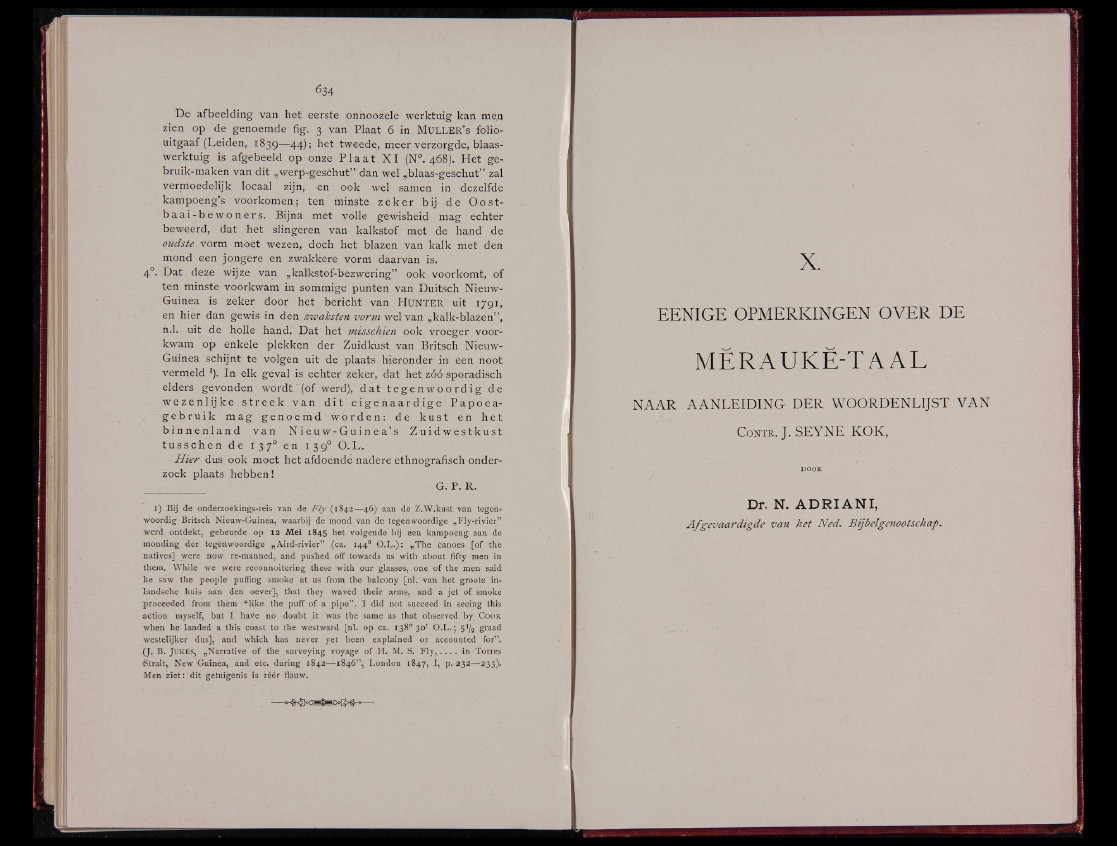 634
De afbeelding van het eerste onnoozele werktuig kan men
zien op de genoemde fig. 3 van Plaat 6 in MULLER's folio-
uitgaaf (Leiden, 1839—44); het tweede, meer verzorgde, blaas-
werktuig is afgebeeld op onze Plaat XI (N°. 468). Het ge-
bruik-maken van dit „werp-geschut” dan wel „blaas-geschut” zal
vermoedelijk locaal zijn, en ook wel samen in dezelfde
kampoeng's voorkomen; ten minste zeker bij de Oost-
baai-bewoners. Bijna met volle gewisheid mag echter
beweerd, dat het slingeren van kalkstof met de hand de
oudste vorm moet wezen, doch het blazen van kalk met den
mond een jongere en zwakkere vorm daarvan is.
4°. Dat deze wijze van „kalkstof-bezwering” ook voorkomt, of
ten minste voorkwam in sommige punten van Duitsch Nieuw-
Guinea is zeker door het bericht van HUNTER uit 1791,
en hier dan gewis in den zwaksten vorm wel van „kalk-blazen”,
n.l. uit de holle hand. Dat het misschien ook vroeger voor-
kwam op enkele plekken der Zuidkust van Britsch Nieuw-
Guinea schijnt te volgen uit de plaats hieronder in een noot
vermeld ¹). In elk geval is echter zeker, dat het zóó sporadisch
elders gevonden wordt (of werd), dat tegenwoordig de
wezenlijke streek van dit eigenaardige Papoea-
gebruik mag genoemd worden: de kust en het
binnenland van Nieuw-Guinea's Zuidwestkust
tusschen de 137° en 139° O.L.
Hier dus ook moet het afdoende nadere ethnografisch onder-
zoek plaats hebben!
G. P. R.
1) Bij de onderzoekings-reis van de Fly (1842—46) aan de Z.W.kust van tegen-
woordig Britsch Nieuw-Guinea, waarbij de mond van de tegenwoordige „Fly-rivier”
werd ontdekt, gebeurde op 12 Mei 1845 het volgende bij een kampoeng aan de
monding der tegenwoordige „Aird-rivier” (ca. 144° O.L.): „The canoes [of the
natives] were now re-manned, and pushed off towards us with about fifty men in
them. While we were reconnoitering these with our glasses, one of the men said
he saw the people puffing smoke at us from the balcony [nl. van het groote in-
landsche huis aan den oever], that they waved their arms, and a jet of smoke
proceeded from them “like the puff of a pipe”. I did not succeed in seeing this
action myself, but I have no doubt it was the same as that observed by COOK
when he landed a this coast to the westward [nl. op ca. 138° 30' O.L.; 5½ graad
westelijker dus], and which has never yet been explained or accounted for”.
(J. B. JUKES, „Narrative of the surveying voyage of H. M. S. Fly, .... in Torres
Strait, New Guinea, and etc. during 1842—1846”, London 1847, I, p. 232—233).
Men ziet: dit getuigenis is zéér flauw.
X.
EENIGE OPMERKINGEN OVER DE
MĔRAUKĔ-TAAL
NAAR AANLEIDING DER WOORDENLIJST VAN
CONTR. J. SEYNE KOK,
DOOR
Dr. N. ADRIANI,
Afgevaardigde van het Ned. Bijbelgenootschap.